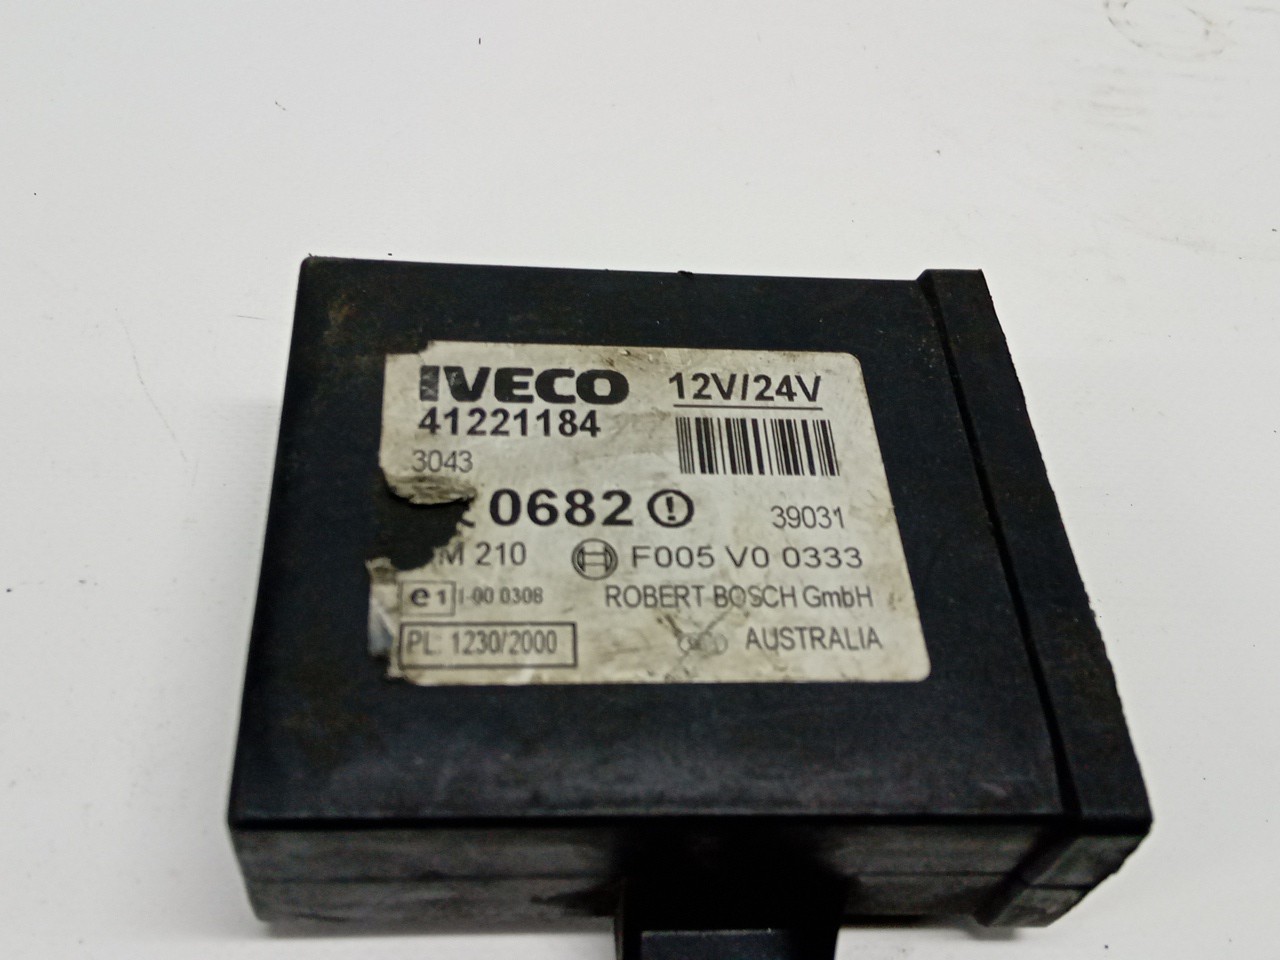 IVECO 12V/24V
41221184
3043
0682 39031
M 210 F005 V0 0333
e1 1-00 0308 ROBERT BOSCH GmbH
PL: 1230/2000 AUSTRALIA